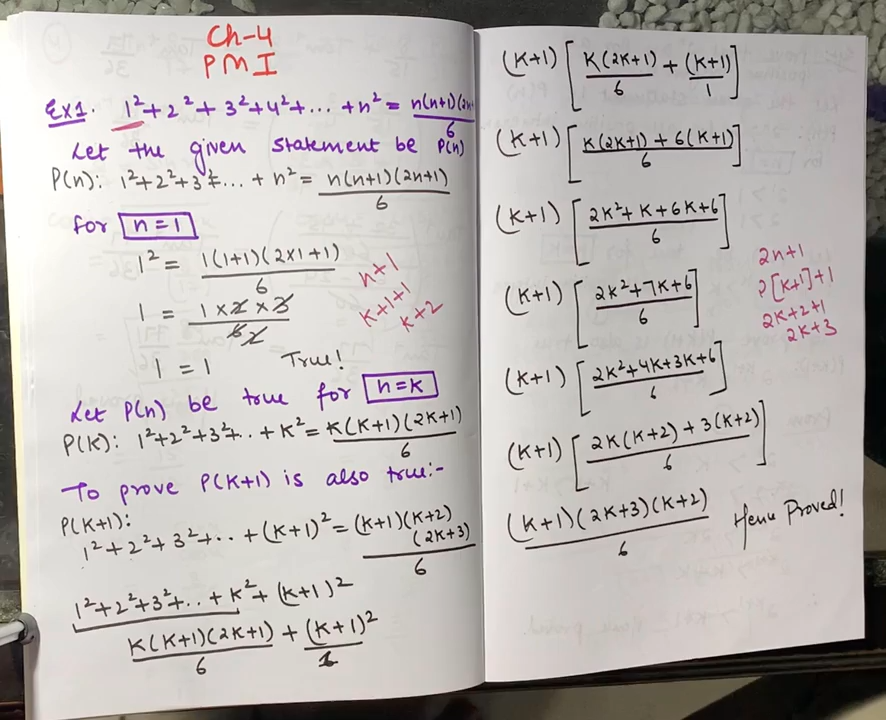 Ch-4
PMI
Ex1. 1² + 2² + 3² + 4² + ... + n² = n(n+1)(2n+ / 6
Let the given statement be P(n)
P(n): 1²+2²+3²+... + n² = n(n+1)(2n+1) / 6
for n=1
1² = 1(1+1)(2×1+1) / 6
1 = 1×2×3 / 6 2
1 = 1 True!
n+1
K+1+1
K+2
Let P(n) be true for n=K
P(K): 1²+2²+3²+.. + K² = K(K+1)(2K+1) / 6
To prove P(K+1) is also true:-
P(K+1):
1²+2²+3²+.. + (K+1)² = (K+1)(K+2)(2K+3) / 6
1²+2²+3²+...+K² + (K+1)²
K(K+1)(2K+1) / 6 + (K+1)² / 1
(K+1) [K(2K+1) / 6 + (K+1) / 1]
(K+1) [K(2K+1) + 6(K+1) / 6]
(K+1) [2K²+K+6K+6 / 6]
(K+1) [2K²+7K+6 / 6]
2n+1
2[K+1]+1
2K+2+1
2K+3
(K+1) [2K²+4K+3K+6 / 6]
(K+1) [2K(K+2) + 3(K+2) / 6]
(K+1)(2K+3)(K+2) / 6 Hence Proved!